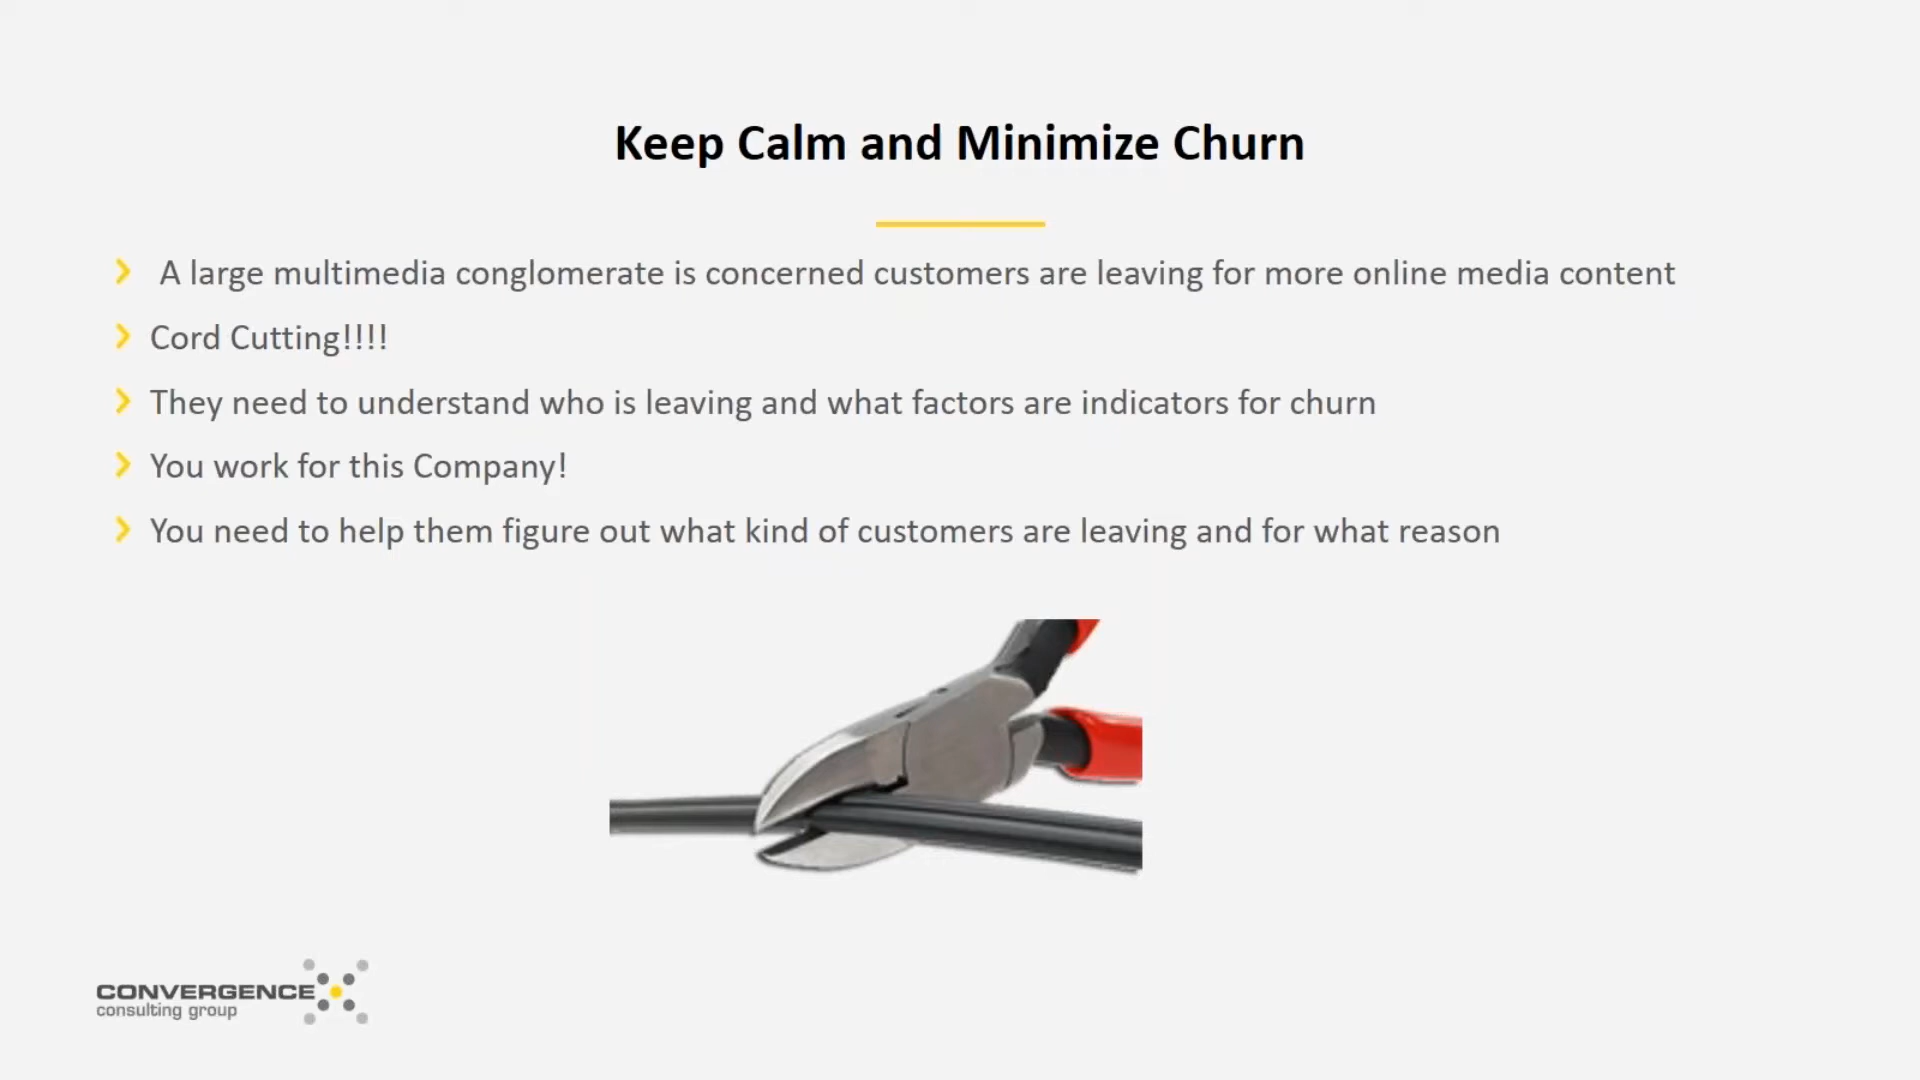 Keep Calm and Minimize Churn
A large multimedia conglomerate is concerned customers are leaving for more online media content
Cord Cutting!!!!
They need to understand who is leaving and what factors are indicators for churn
You work for this Company!
You need to help them figure out what kind of customers are leaving and for what reason
CONVERGENCE
consulting group